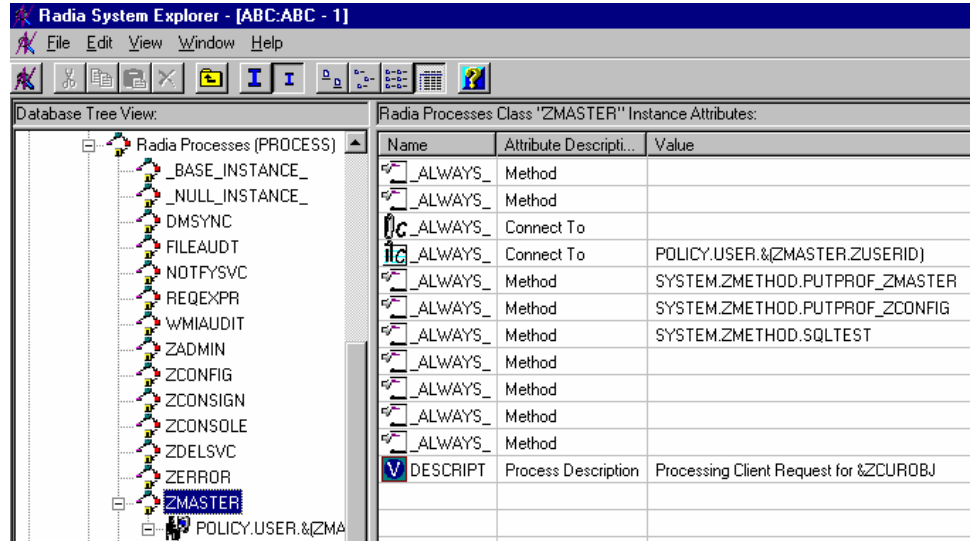 Radia System Explorer - [ABC:ABC - 1]
File Edit View Window Help
Database Tree View:
Radia Processes Class "ZMASTER" Instance Attributes:
Radia Processes (PROCESS)
_BASE_INSTANCE_
_NULL_INSTANCE_
DMSYNC
FILEAUDT
NOTFYSVC
REQEXPR
WMIAUDIT
ZADMIN
ZCONFIG
ZCONSIGN
ZCONSOLE
ZDELSVC
ZERROR
ZMASTER
POLICY.USER.&(ZMA
Name Attribute Descripti... Value
_ALWAYS_ Method
_ALWAYS_ Method
_ALWAYS_ Connect To
_ALWAYS_ Connect To POLICY.USER.&(ZMASTER.ZUSERID)
_ALWAYS_ Method SYSTEM.ZMETHOD.PUTPROF_ZMASTER
_ALWAYS_ Method SYSTEM.ZMETHOD.PUTPROF_ZCONFIG
_ALWAYS_ Method SYSTEM.ZMETHOD.SQLTEST
_ALWAYS_ Method
_ALWAYS_ Method
_ALWAYS_ Method
_ALWAYS_ Method
V DESCRIPT Process Description Processing Client Request for &ZCUROBJ